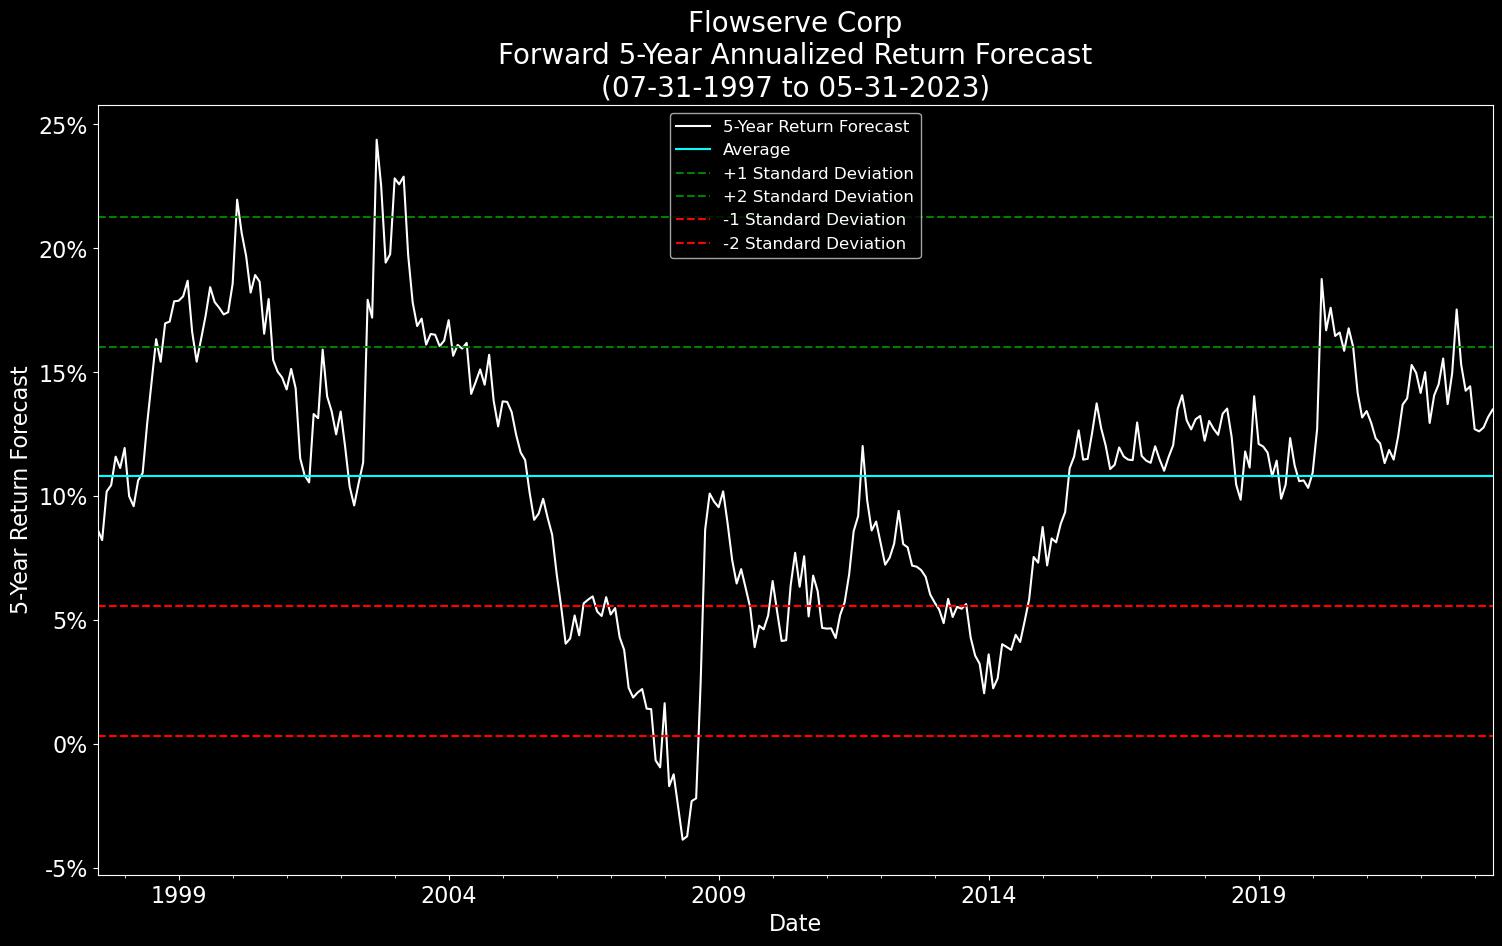 Flowserve Corp
Forward 5-Year Annualized Return Forecast
(07-31-1997 to 05-31-2023)
5-Year Return Forecast
Average
+1 Standard Deviation
+2 Standard Deviation
-1 Standard Deviation
-2 Standard Deviation
5-Year Return Forecast
25%
20%
15%
10%
5%
0%
-5%
1999 2004 2009 2014 2019
Date